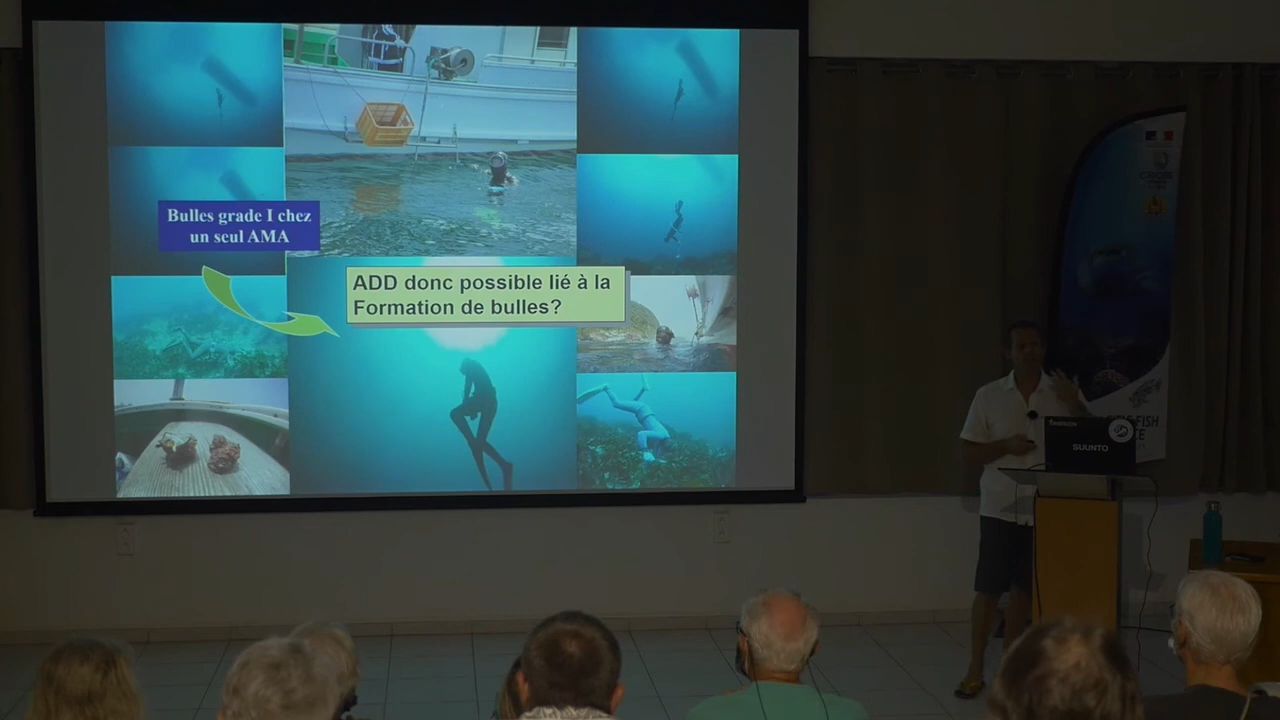 Bulles grade I chez
un seul AMA
ADD donc possible lié à la
Formation de bulles?
SUUNTO